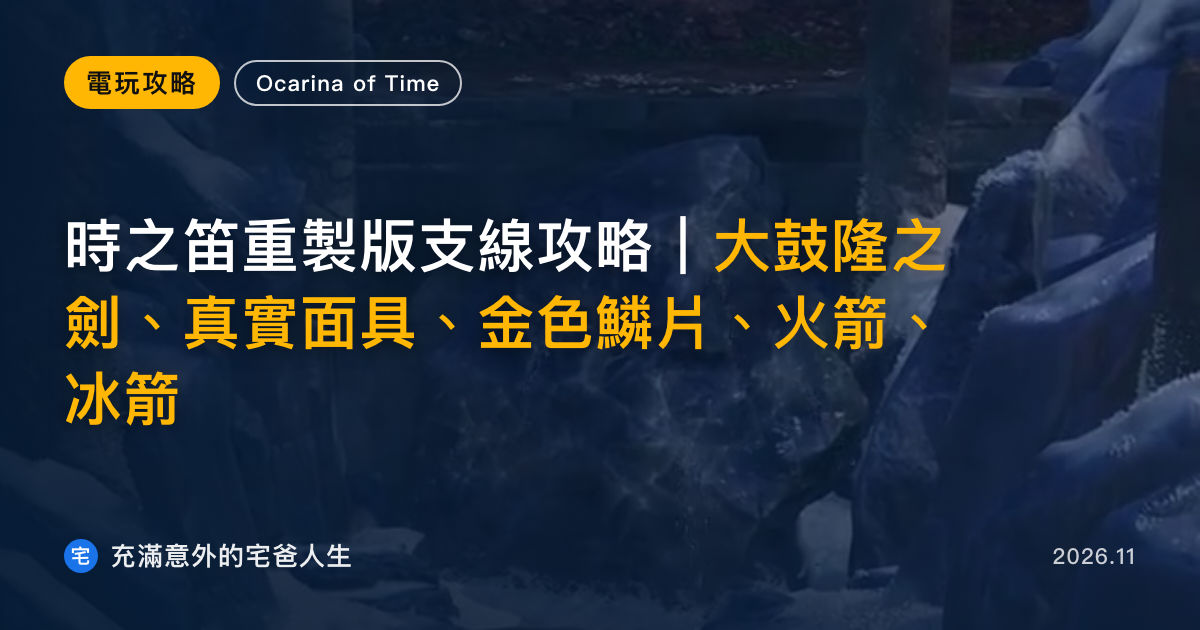 電玩攻略
Ocarina of Time
時之笛重製版支線攻略｜大鼓隆之
劍、真實面具、金色鱗片、火箭、
冰箭
宅 充滿意外的宅爸人生
2026.11